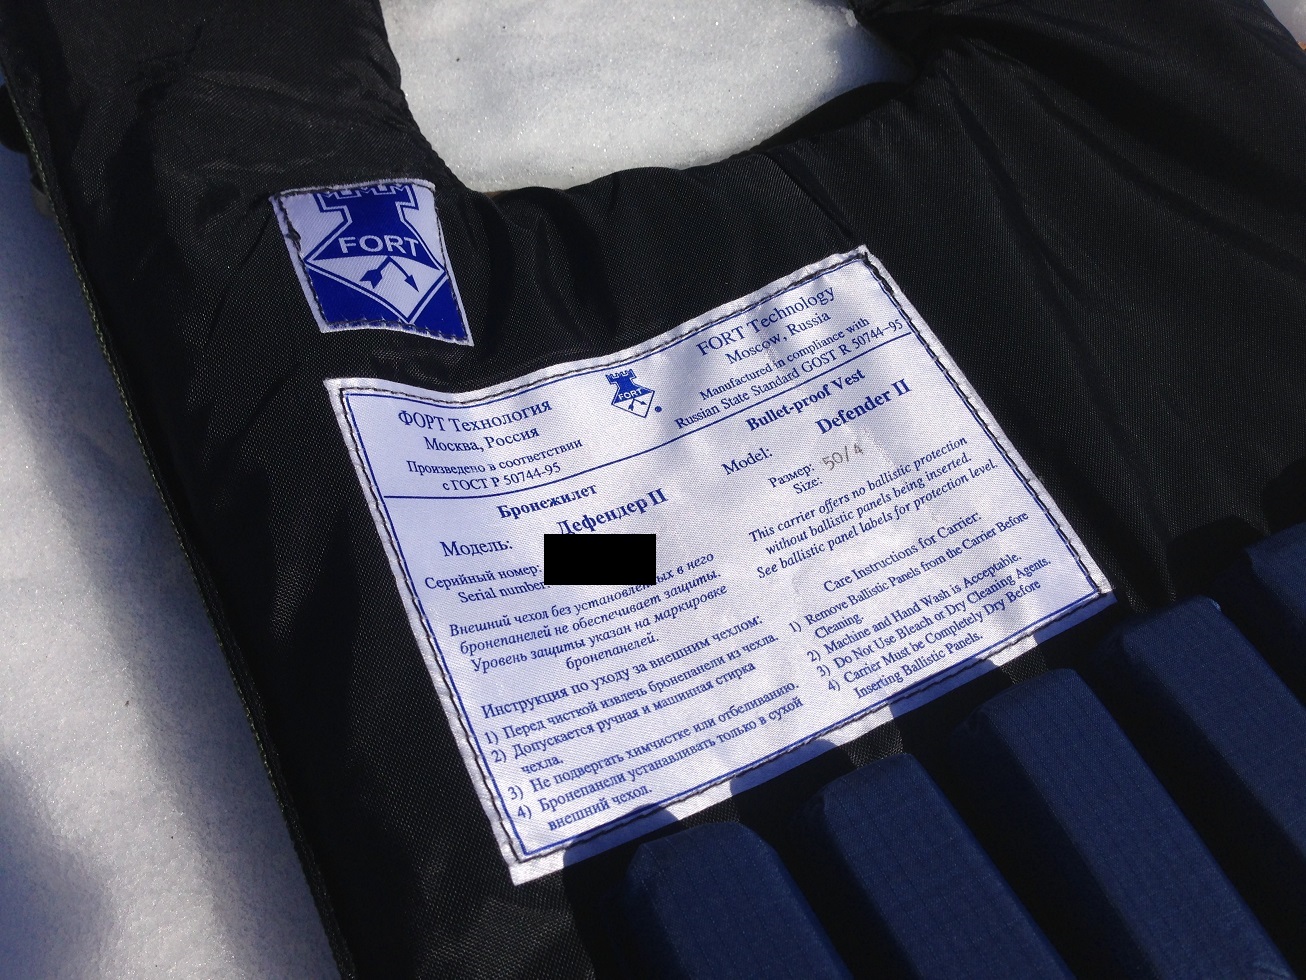 FORT
ФОРТ Технология
Москва, Россия
Произведено в соответствии
с ГОСТ Р 50744-95
FORT
FORT Technology
Moscow, Russia
Manufactured in compliance with
Russian State Standard GOST R 50744-95
Бронежилет
Модель: Дефендер II
Серийный номер:
Serial number:
Внешний чехол без установленных в него
бронепанелей не обеспечивает защиты.
Уровень защиты указан на маркировке
бронепанелей.
Инструкция по уходу за внешним чехлом:
1) Перед чисткой извлечь бронепанели из чехла.
2) Допускается ручная и машинная стирка
чехла.
3) Не подвергать химчистке или отбеливанию.
4) Бронепанели устанавливать только в сухой
внешний чехол.
Bullet-proof Vest
Model: Defender II
Размер: 50/4
Size:
This carrier offers no ballistic protection
without ballistic panels being inserted.
See ballistic panel labels for protection level.
Care Instructions for Carrier:
1) Remove Ballistic Panels from the Carrier Before
Cleaning.
2) Machine and Hand Wash is Acceptable.
3) Do Not Use Bleach or Dry Cleaning Agents.
4) Carrier Must be Completely Dry Before
Inserting Ballistic Panels.